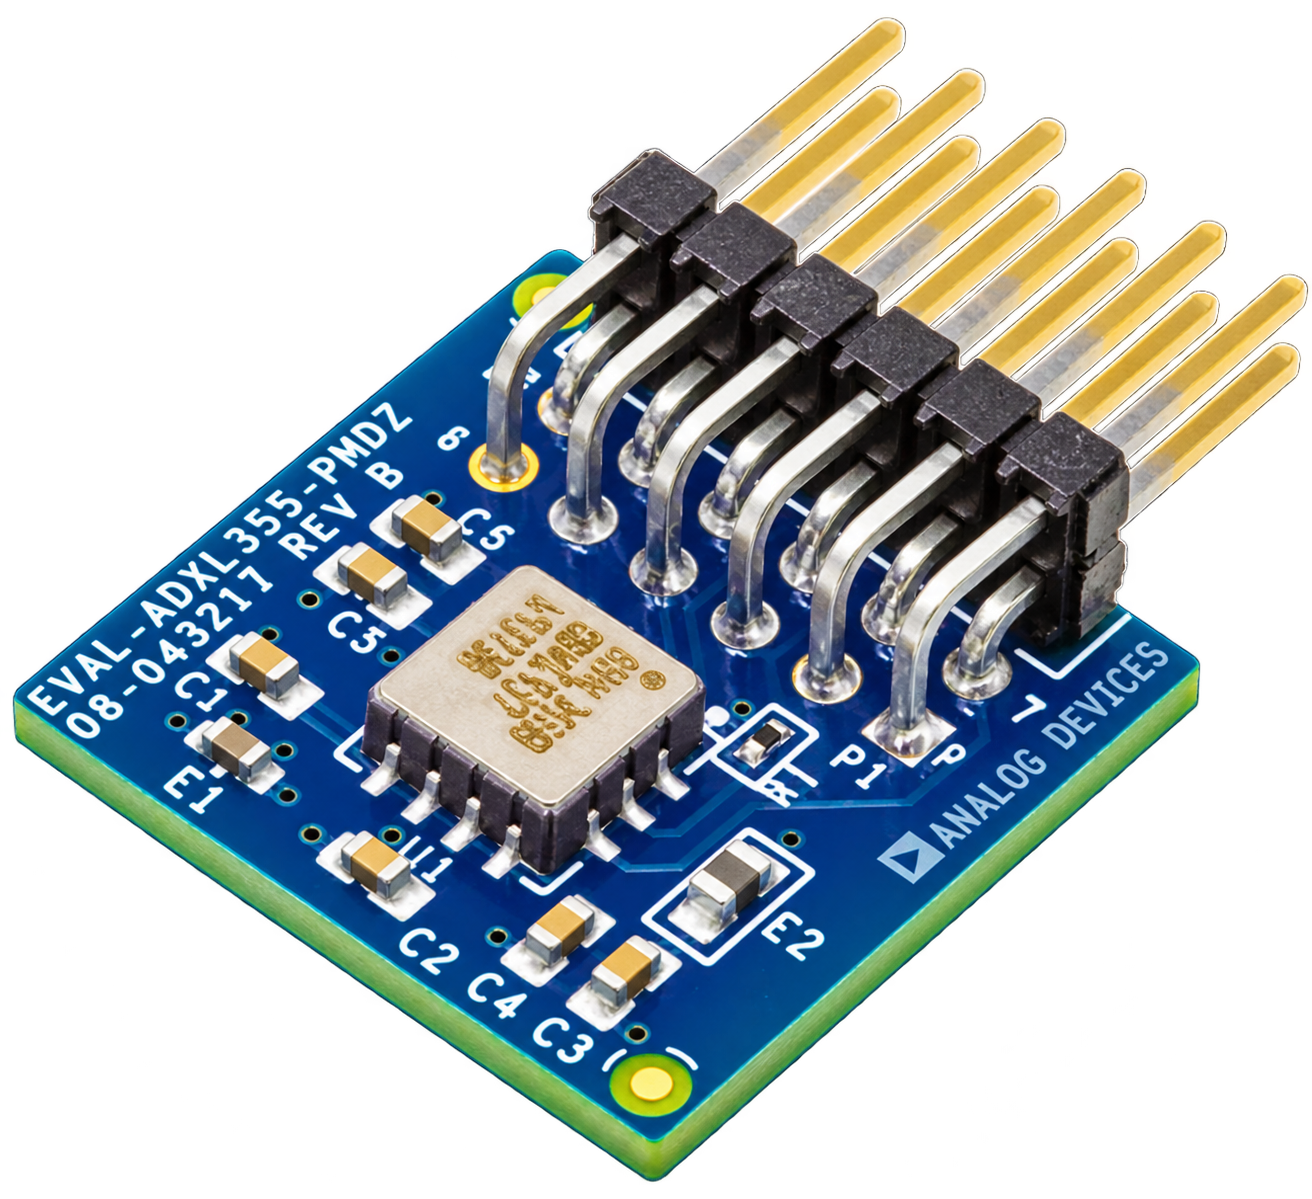 EVAL-ADXL355-PMDZ
08-043217 REV B
6
C5
C5
C1
E1
U1
C2
C4
C3
E2
R1
P1
P
7
ANALOG DEVICES